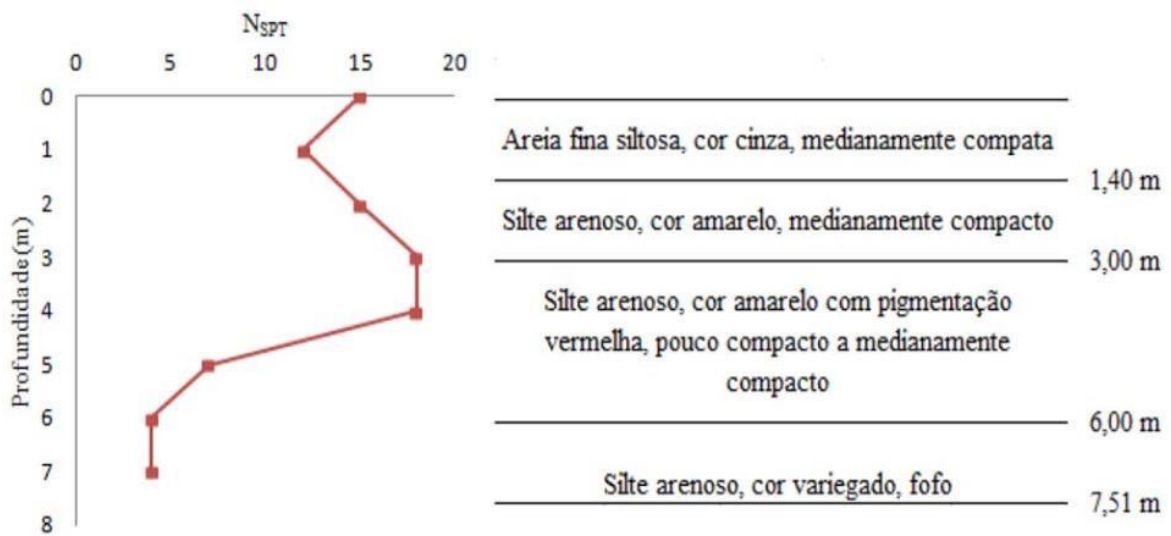 N_SPT
0 5 10 15 20
0
1
2
3
4
5
6
7
8
Profundidade (m)
Areia fina siltosa, cor cinza, medianamente compata
1,40 m
Silte arenoso, cor amarelo, medianamente compacto
3,00 m
Silte arenoso, cor amarelo com pigmentação
vermelha, pouco compacto a medianamente
compacto
6,00 m
Silte arenoso, cor variegado, fofo
7,51 m